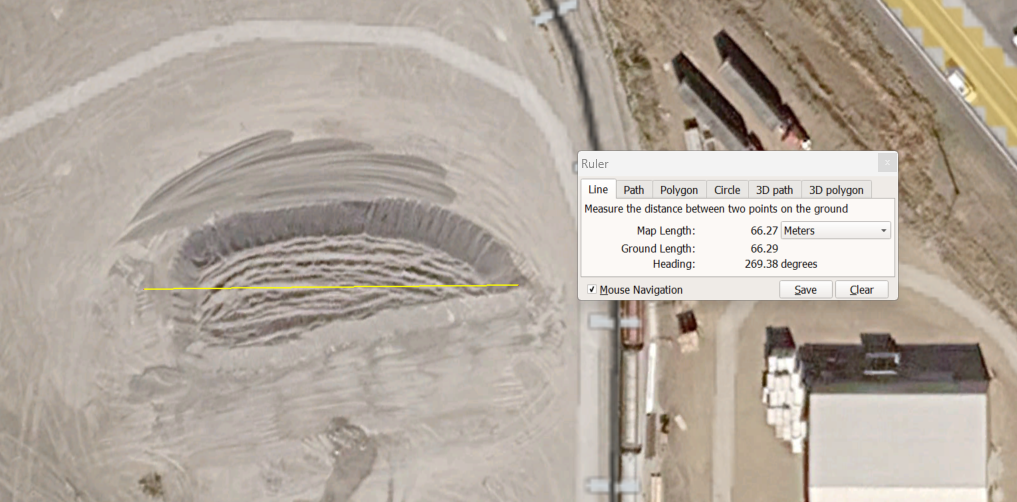 Ruler
Line Path Polygon Circle 3D path 3D polygon
Measure the distance between two points on the ground
Map Length: 66.27 Meters
Ground Length: 66.29
Heading: 269.38 degrees
Mouse Navigation Save Clear